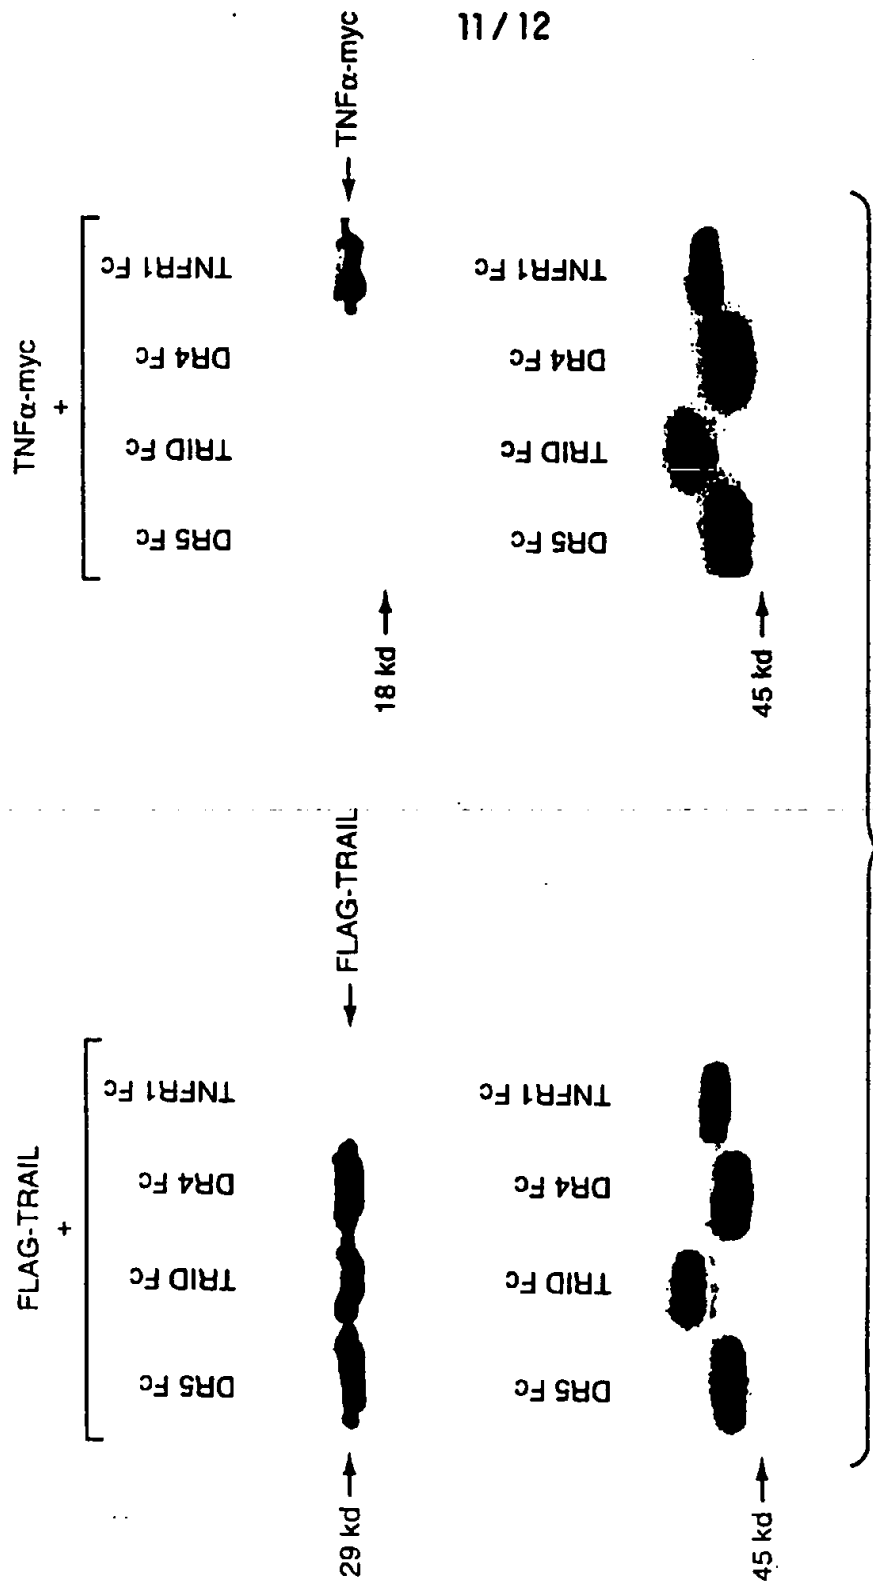 11/12
FLAG-TRAIL
+
DR5 Fc
TRID Fc
DR4 Fc
TNFR1 Fc
29 kd
FLAG-TRAIL
DR5 Fc
TRID Fc
DR4 Fc
TNFR1 Fc
45 kd
TNFα-myc
+
DR5 Fc
TRID Fc
DR4 Fc
TNFR1 Fc
18 kd
TNFα-myc
DR5 Fc
TRID Fc
DR4 Fc
TNFR1 Fc
45 kd